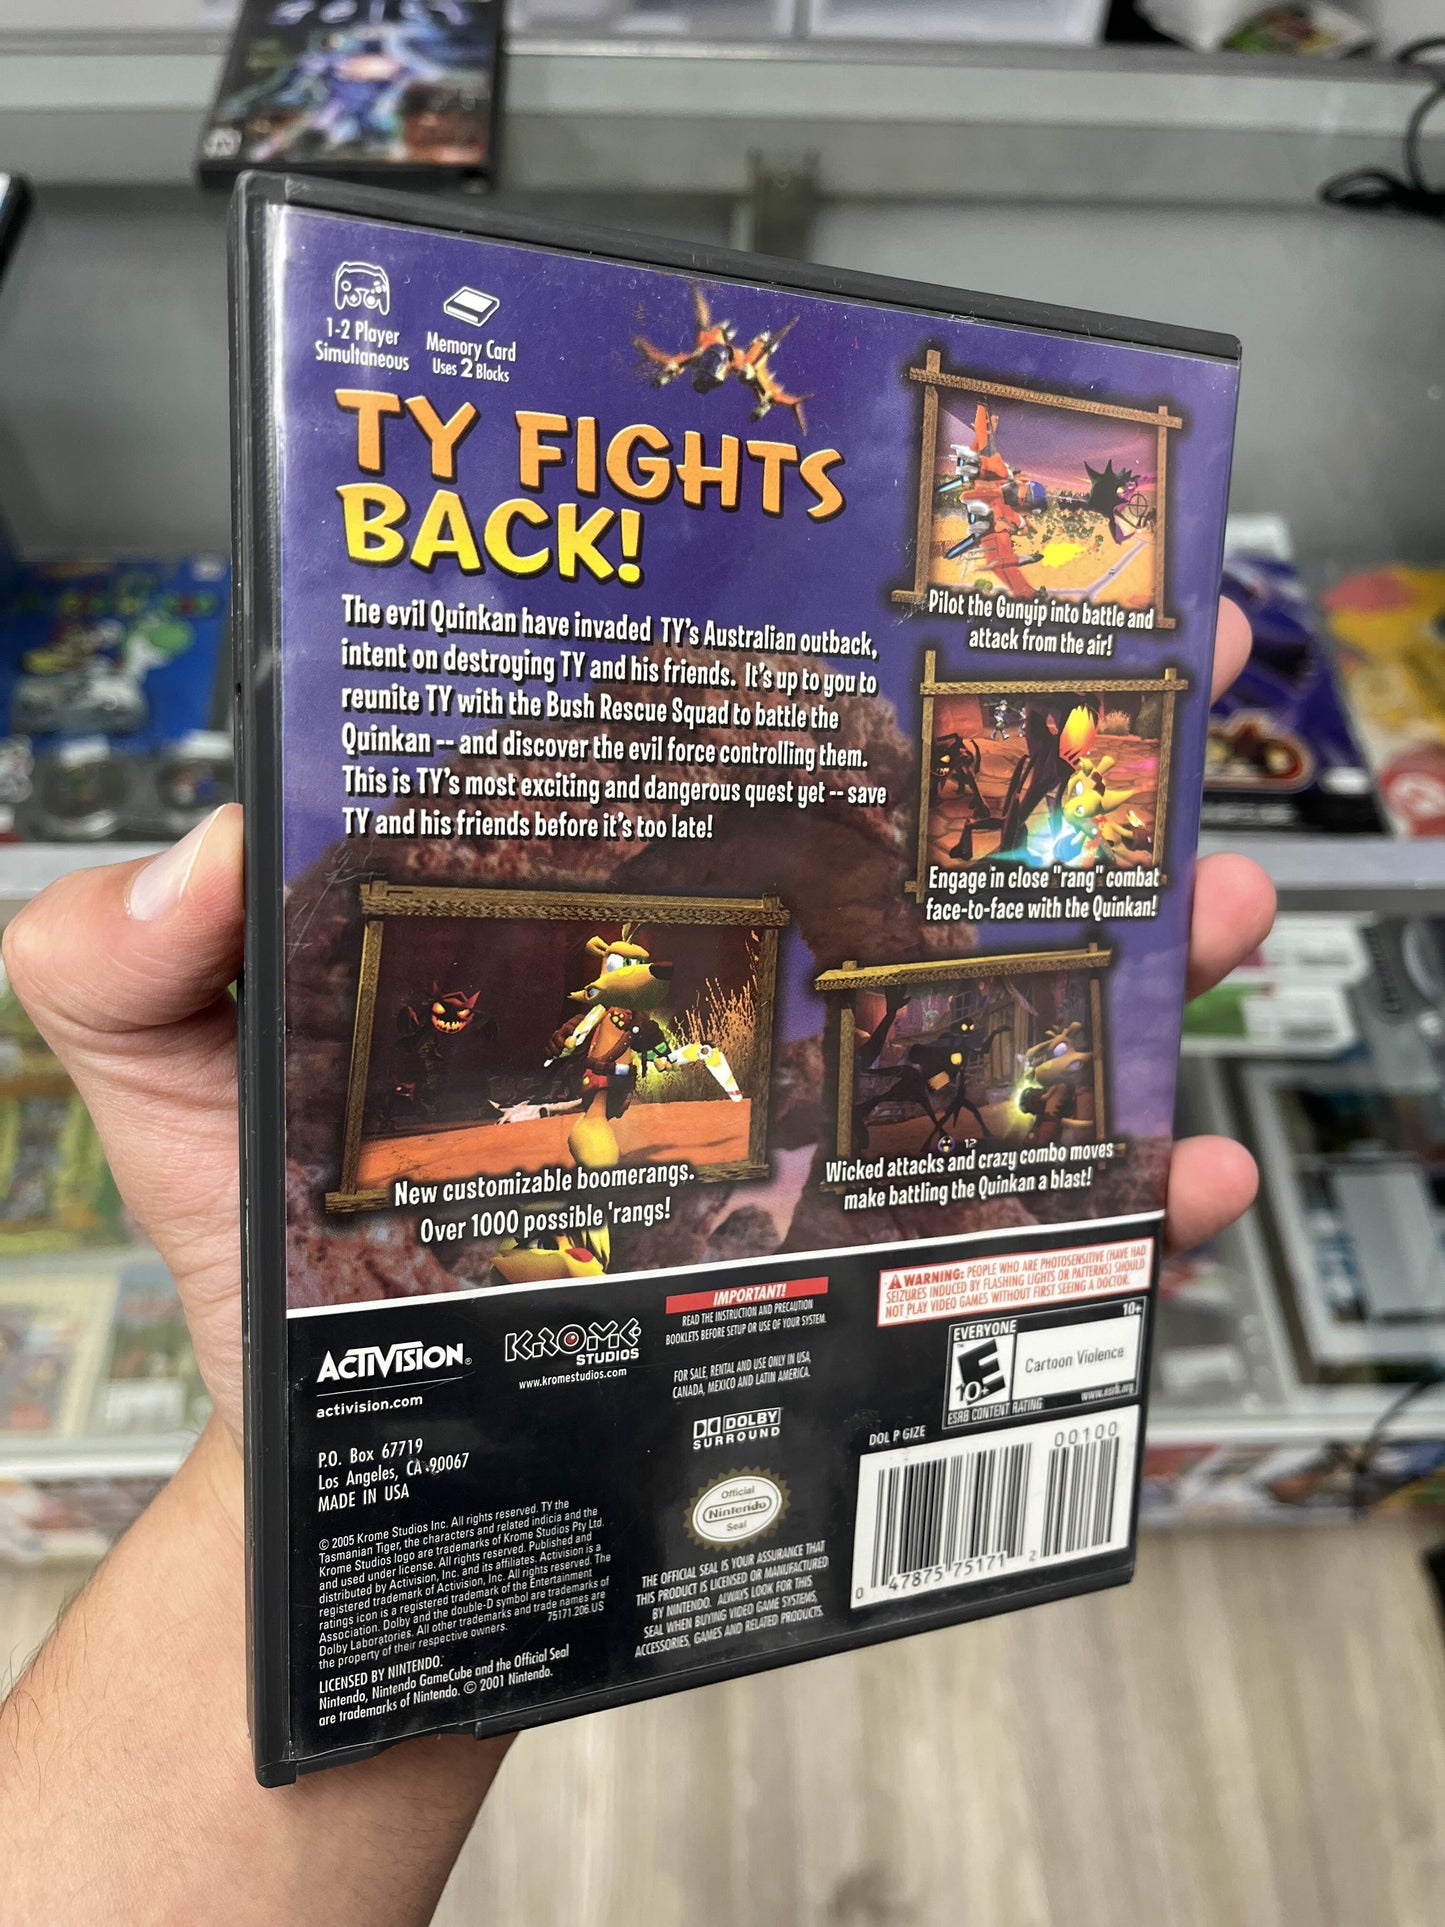 1-2 Player
Simultaneous
Memory Card
Uses 2 Blocks
TY FIGHTS
BACK!
The evil Quinkan have invaded TY's Australian outback,
intent on destroying TY and his friends. It's up to you to
reunite TY with the Bush Rescue Squad to battle the
Quinkan -- and discover the evil force controlling them.
This is TY's most exciting and dangerous quest yet -- save
TY and his friends before it's too late!
Pilot the Gunyip into battle and
attack from the air!
Engage in close "rang" combat
face-to-face with the Quinkan!
New customizable boomerangs.
Over 1000 possible 'rangs!
12
Wicked attacks and crazy combo moves
make battling the Quinkan a blast!
ACTIVISION®
activision.com
KROME
STUDIOS
www.kromestudios.com
IMPORTANT!
READ THE INSTRUCTION AND PRECAUTION
BOOKLETS BEFORE SETUP OR USE OF YOUR SYSTEM.
FOR SALE, RENTAL AND USE ONLY IN USA,
CANADA, MEXICO AND LATIN AMERICA.
WARNING: PEOPLE WHO ARE PHOTOSENSITIVE (HAVE HAD
SEIZURES INDUCED BY FLASHING LIGHTS OR PATTERNS) SHOULD
NOT PLAY VIDEO GAMES WITHOUT FIRST SEEING A DOCTOR.
EVERYONE 10+
E
10+
Cartoon Violence
www.esrb.org
ESRB CONTENT RATING
DOLBY
SURROUND
DOL P GIZE
00100
0 47875 75171 2
P.O. Box 67719
Los Angeles, CA 90067
MADE IN USA
© 2005 Krome Studios Inc. All rights reserved. TY the
Tasmanian Tiger, the characters and related indicia and the
Krome Studios logo are trademarks of Krome Studios Pty Ltd.
and used under license. All rights reserved. Published and
distributed by Activision, Inc. and its affiliates. Activision is a
registered trademark of Activision, Inc. All rights reserved. The
ratings icon is a registered trademark of the Entertainment
Association. Dolby and the double-D symbol are trademarks of
Dolby Laboratories. All other trademarks and trade names are
the property of their respective owners. 75171.206.US
LICENSED BY NINTENDO.
Nintendo, Nintendo GameCube and the Official Seal
are trademarks of Nintendo. © 2001 Nintendo.
Official
Nintendo
Seal
THE OFFICIAL SEAL IS YOUR ASSURANCE THAT
THIS PRODUCT IS LICENSED OR MANUFACTURED
BY NINTENDO. ALWAYS LOOK FOR THIS
SEAL WHEN BUYING VIDEO GAME SYSTEMS,
ACCESSORIES, GAMES AND RELATED PRODUCTS.